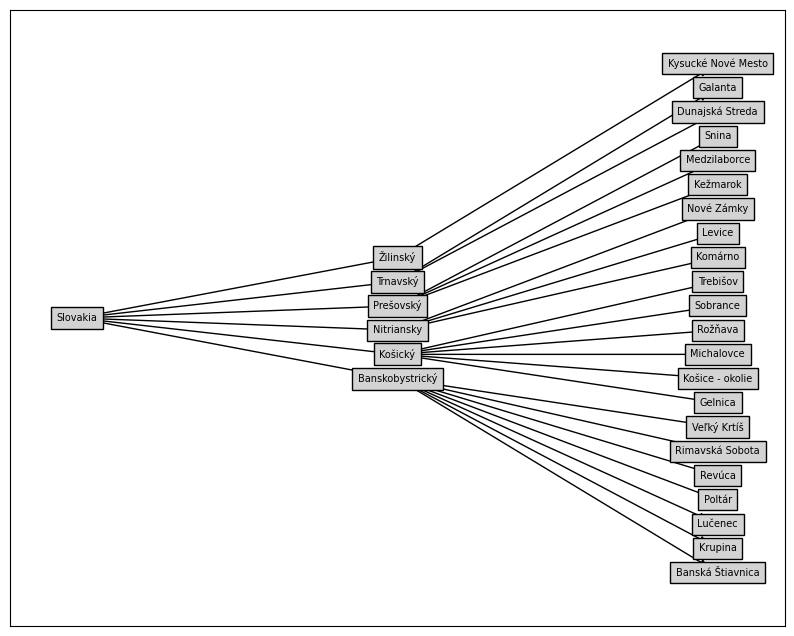 Slovakia
Žilinský
Trnavský
Prešovský
Nitriansky
Košický
Banskobystrický
Kysucké Nové Mesto
Galanta
Dunajská Streda
Snina
Medzilaborce
Kežmarok
Nové Zámky
Levice
Komárno
Trebišov
Sobrance
Rožňava
Michalovce
Košice - okolie
Gelnica
Veľký Krtíš
Rimavská Sobota
Revúca
Poltár
Lučenec
Krupina
Banská Štiavnica